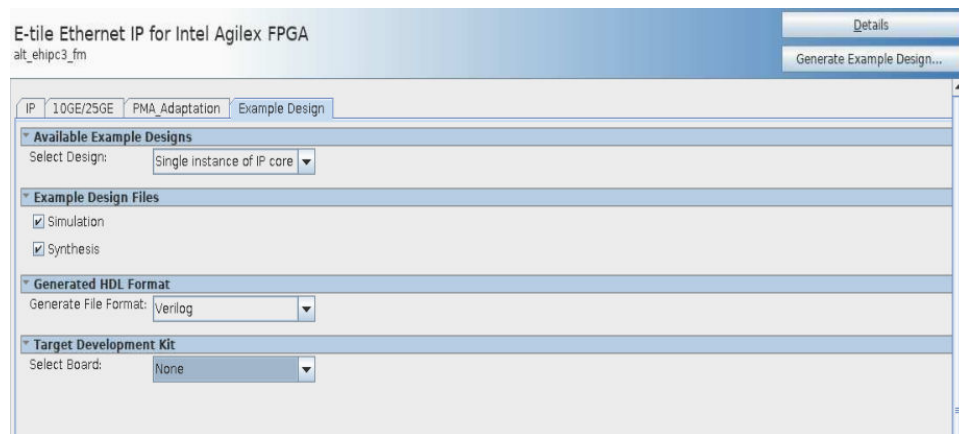 E-tile Ethernet IP for Intel Agilex FPGA
alt_ehipc3_fm
Details
Generate Example Design...
IP 10GE/25GE PMA_Adaptation Example Design
Available Example Designs
Select Design: Single instance of IP core
Example Design Files
Simulation
Synthesis
Generated HDL Format
Generate File Format: Verilog
Target Development Kit
Select Board: None